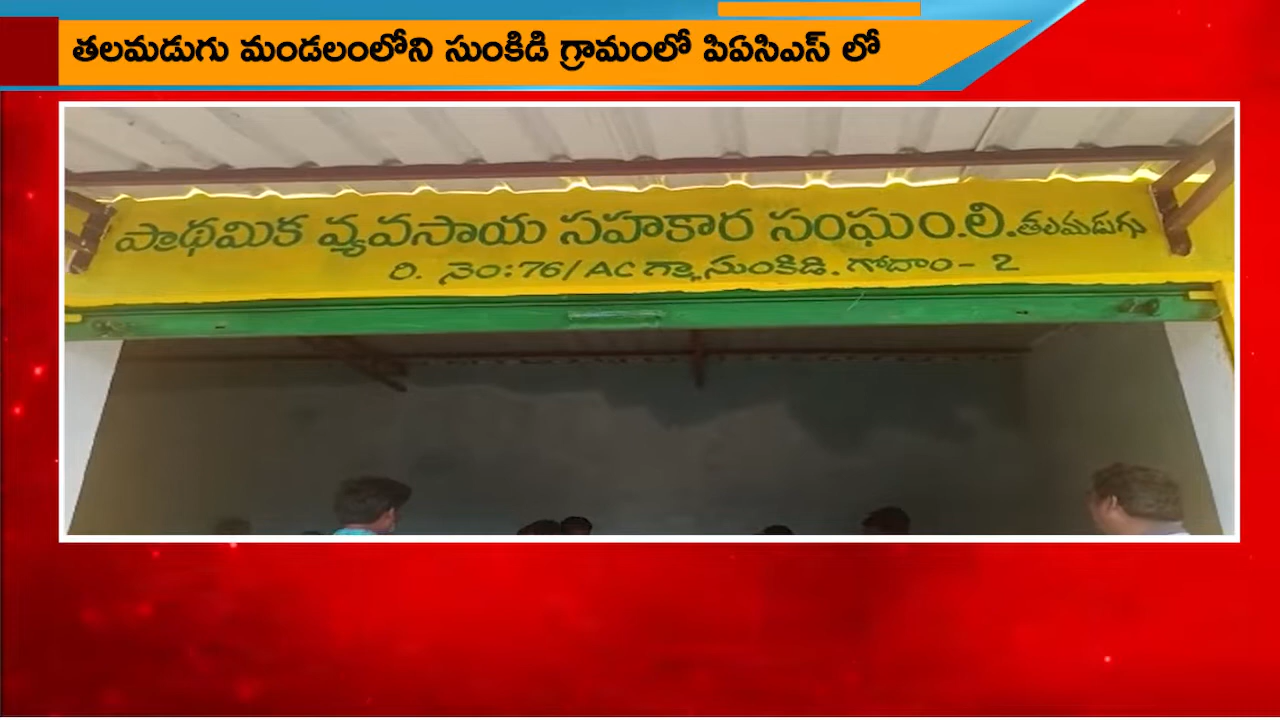 తలమడుగు మండలంలోని సుంకిడి గ్రామంలో పిఏసిఎస్ లో
ప్రాథమిక వ్యవసాయ సహకార సంఘం.లి.తలమడుగు
రి. నెం:76/AC గ్రా సుంకిడి. గోదాం - 2